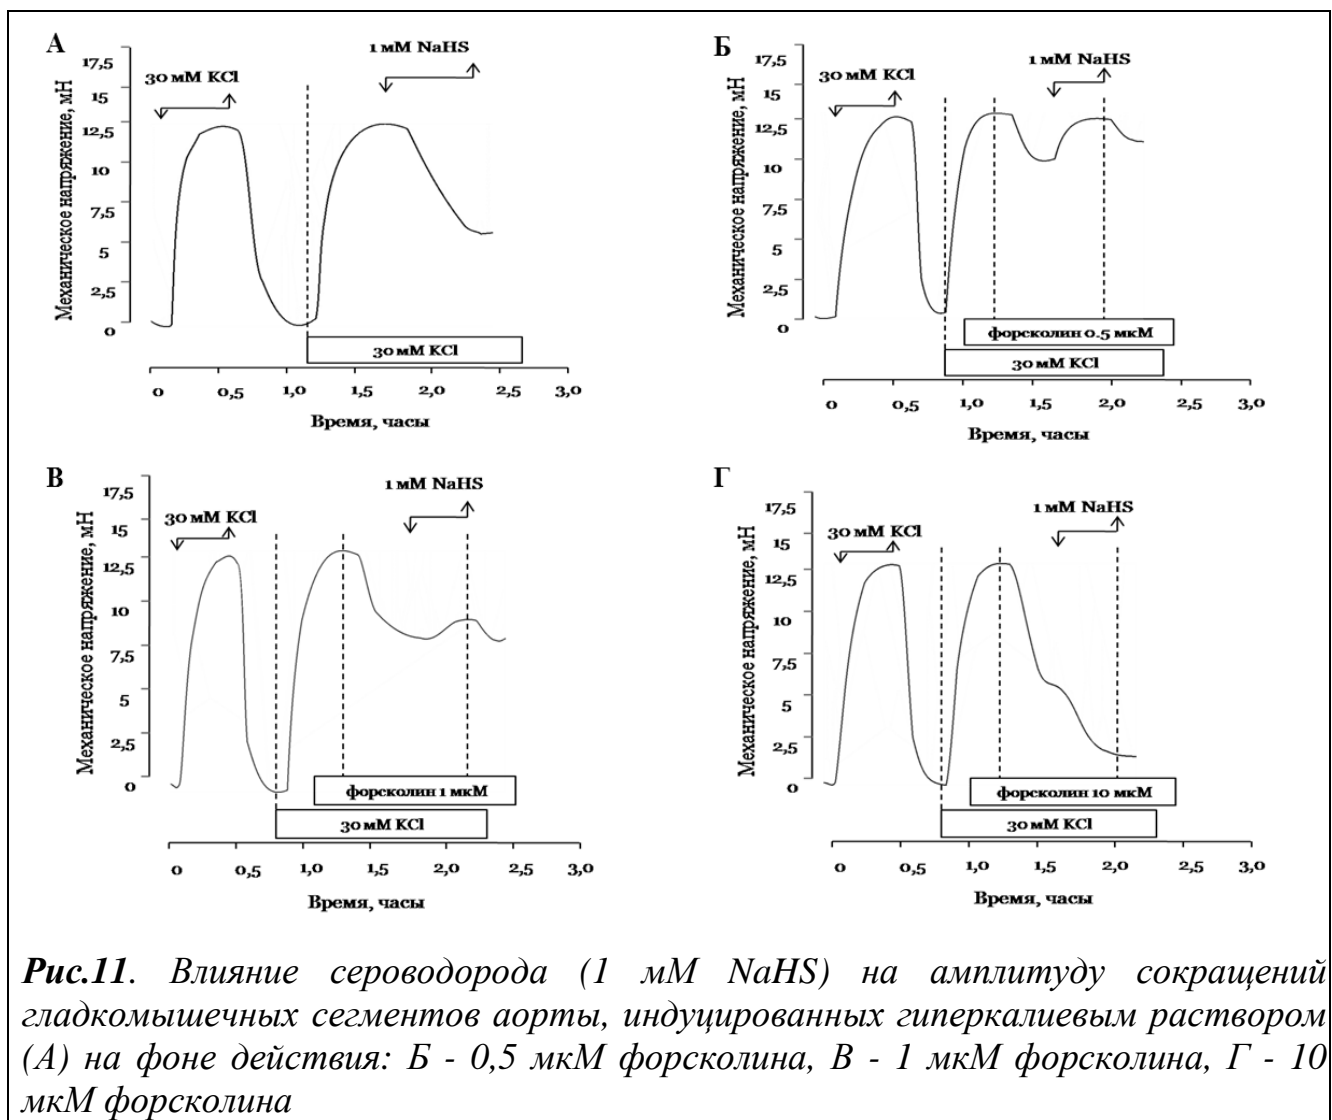 А
1 мМ NaHS
30 мМ KCl
Механическое напряжение, мН
17,5
15
12,5
10
7,5
5
2,5
0
30 мМ KCl
0 0,5 1,0 1,5 2,0 2,5 3,0
Время, часы
Б
1 мМ NaHS
30 мМ KCl
Механическое напряжение, мН
17,5
15
12,5
10
7,5
5
2,5
0
форсколин 0.5 мкМ
30 мМ KCl
0 0,5 1,0 1,5 2,0 2,5 3,0
Время, часы
В
1 мМ NaHS
30 мМ KCl
Механическое напряжение, мН
17,5
15
12,5
10
7,5
5
2,5
0
форсколин 1 мкМ
30 мМ KCl
0 0,5 1,0 1,5 2,0 2,5 3,0
Время, часы
Г
1 мМ NaHS
30 мМ KCl
Механическое напряжение, мН
17,5
15
12,5
10
7,5
5
2,5
0
форсколин 10 мкМ
30 мМ KCl
0 0,5 1,0 1,5 2,0 2,5 3,0
Время, часы
Рис.11. Влияние сероводорода (1 мМ NaHS) на амплитуду сокращений
гладкомышечных сегментов аорты, индуцированных гиперкалиевым раствором
(А) на фоне действия: Б - 0,5 мкМ форсколина, В - 1 мкМ форсколина, Г - 10
мкМ форсколина